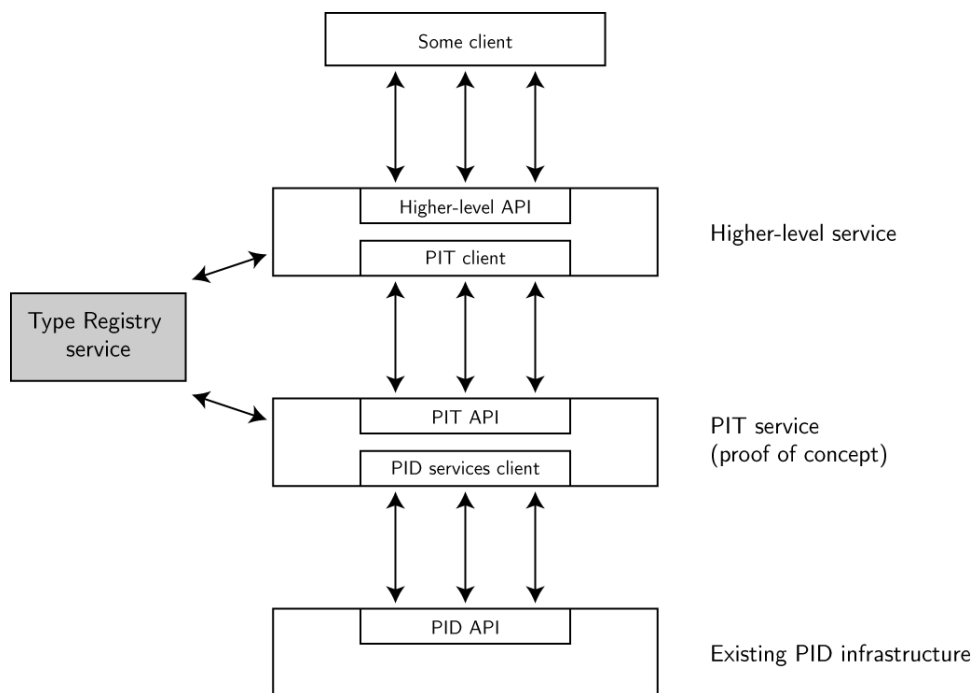 Some client
Higher-level API
Higher-level service
PIT client
Type Registry
service
PIT API
PIT service
(proof of concept)
PID services client
PID API
Existing PID infrastructure